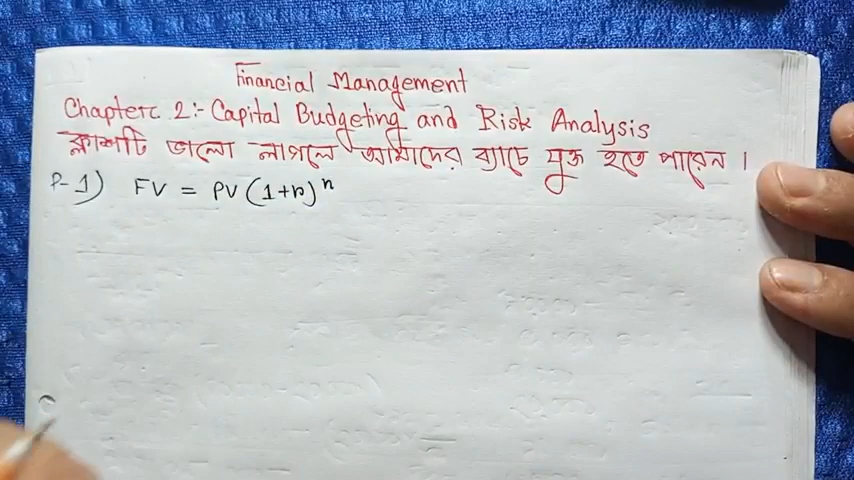 Financial Management
Chapter 2:- Capital Budgeting and Risk Analysis
ক্লাশটি ভালো লাগলে আমাদের ব্যাচে যুক্ত হতে পারেন।
P-1) FV = PV(1+r)ⁿ